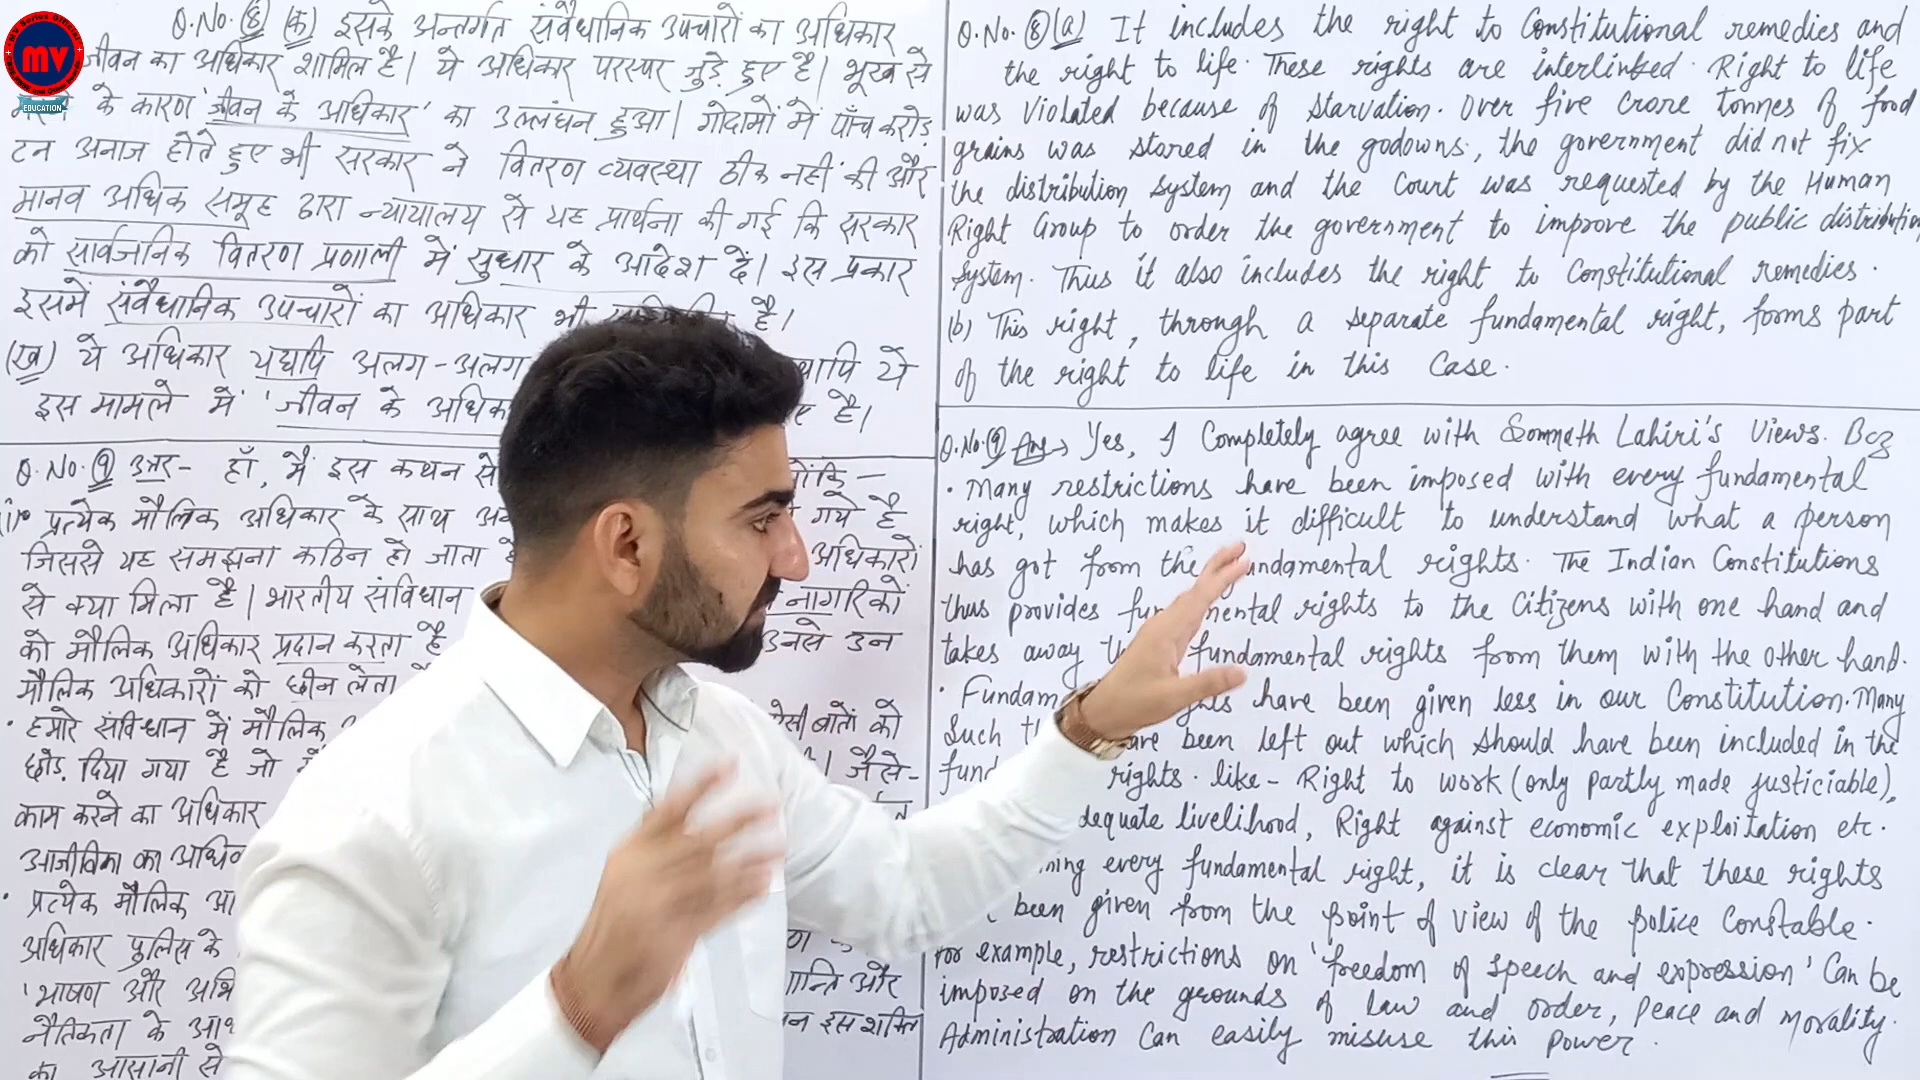 MV Series Official
mv
EDUCATION
Q.No. (8) (क) इसके अन्तर्गत संवैधानिक उपचारों का अधिकार
जीवन का अधिकार शामिल है। ये अधिकार परस्पर जुड़े हुए है। भूख से
के कारण 'जीवन के अधिकार' का उल्लंघन हुआ। गोदामों में पाँच करोड़
टन अनाज होते हुए भी सरकार ने वितरण व्यवस्था ठीक नहीं की और
मानव अधिक समूह द्वारा न्यायालय से यह प्रार्थना की गई कि सरकार
को सार्वजनिक वितरण प्रणाली में सुधार के आदेश दें। इस प्रकार
इसमें संवैधानिक उपचारों का अधिकार भी है।
(ख) ये अधिकार यद्यपि अलग-अलग ये
इस मामले में 'जीवन के है।
Q.No. (9) उत्तर- हाँ, मैं इस कथन से
(i) प्रत्येक मौलिक अधिकार के साथ गये है
जिससे यह समझना कठिन हो जाता अधिकारों
से क्या मिला है। भारतीय संविधान नागरिकों
को मौलिक अधिकार प्रदान करता है उनसे उन
मौलिक अधिकारों को छीन लेता
• हमारे संविधान में मौलिक बातों को
छोड़ दिया गया है जो जैसे-
काम करने का अधिकार
आजीविका का
• प्रत्येक मौलिक
अधिकार पुलिस के
'भाषण और और
नैतिकता के इस शक्ति
का आसानी से
Q.No. (8) (a) It includes the right to Constitutional remedies and
the right to life. These rights are interlinked. Right to life
was violated because of starvation. Over five crore tonnes of food
grains was stored in the godowns, the government did not fix
the distribution system and the Court was requested by the Human
Right Group to order the government to improve the public distribution
system. Thus it also includes the right to Constitutional remedies.
(b) This right, through a separate fundamental right, forms part
of the right to life in this Case.
Q.No. (9) Ans → Yes, I Completely agree with Somnath Lahiri's Views. Bcz
• Many restrictions have been imposed with every fundamental
right, which makes it difficult to understand what a person
has got from the fundamental rights. The Indian Constitutions
thus provides rights to the Citizens with one hand and
takes away fundamental rights from them with the other hand.
• have been given less in our Constitution. Many
Such are been left out which should have been included in the
rights. like - Right to work (only partly made justiciable),
livelihood, Right against economic exploitation etc.
every fundamental right, it is clear that these rights
been given from the point of view of the police Constable.
For example, restrictions on 'freedom of speech and expression' Can be
imposed on the grounds of law and order, peace and morality.
Administration Can easily misuse this power.